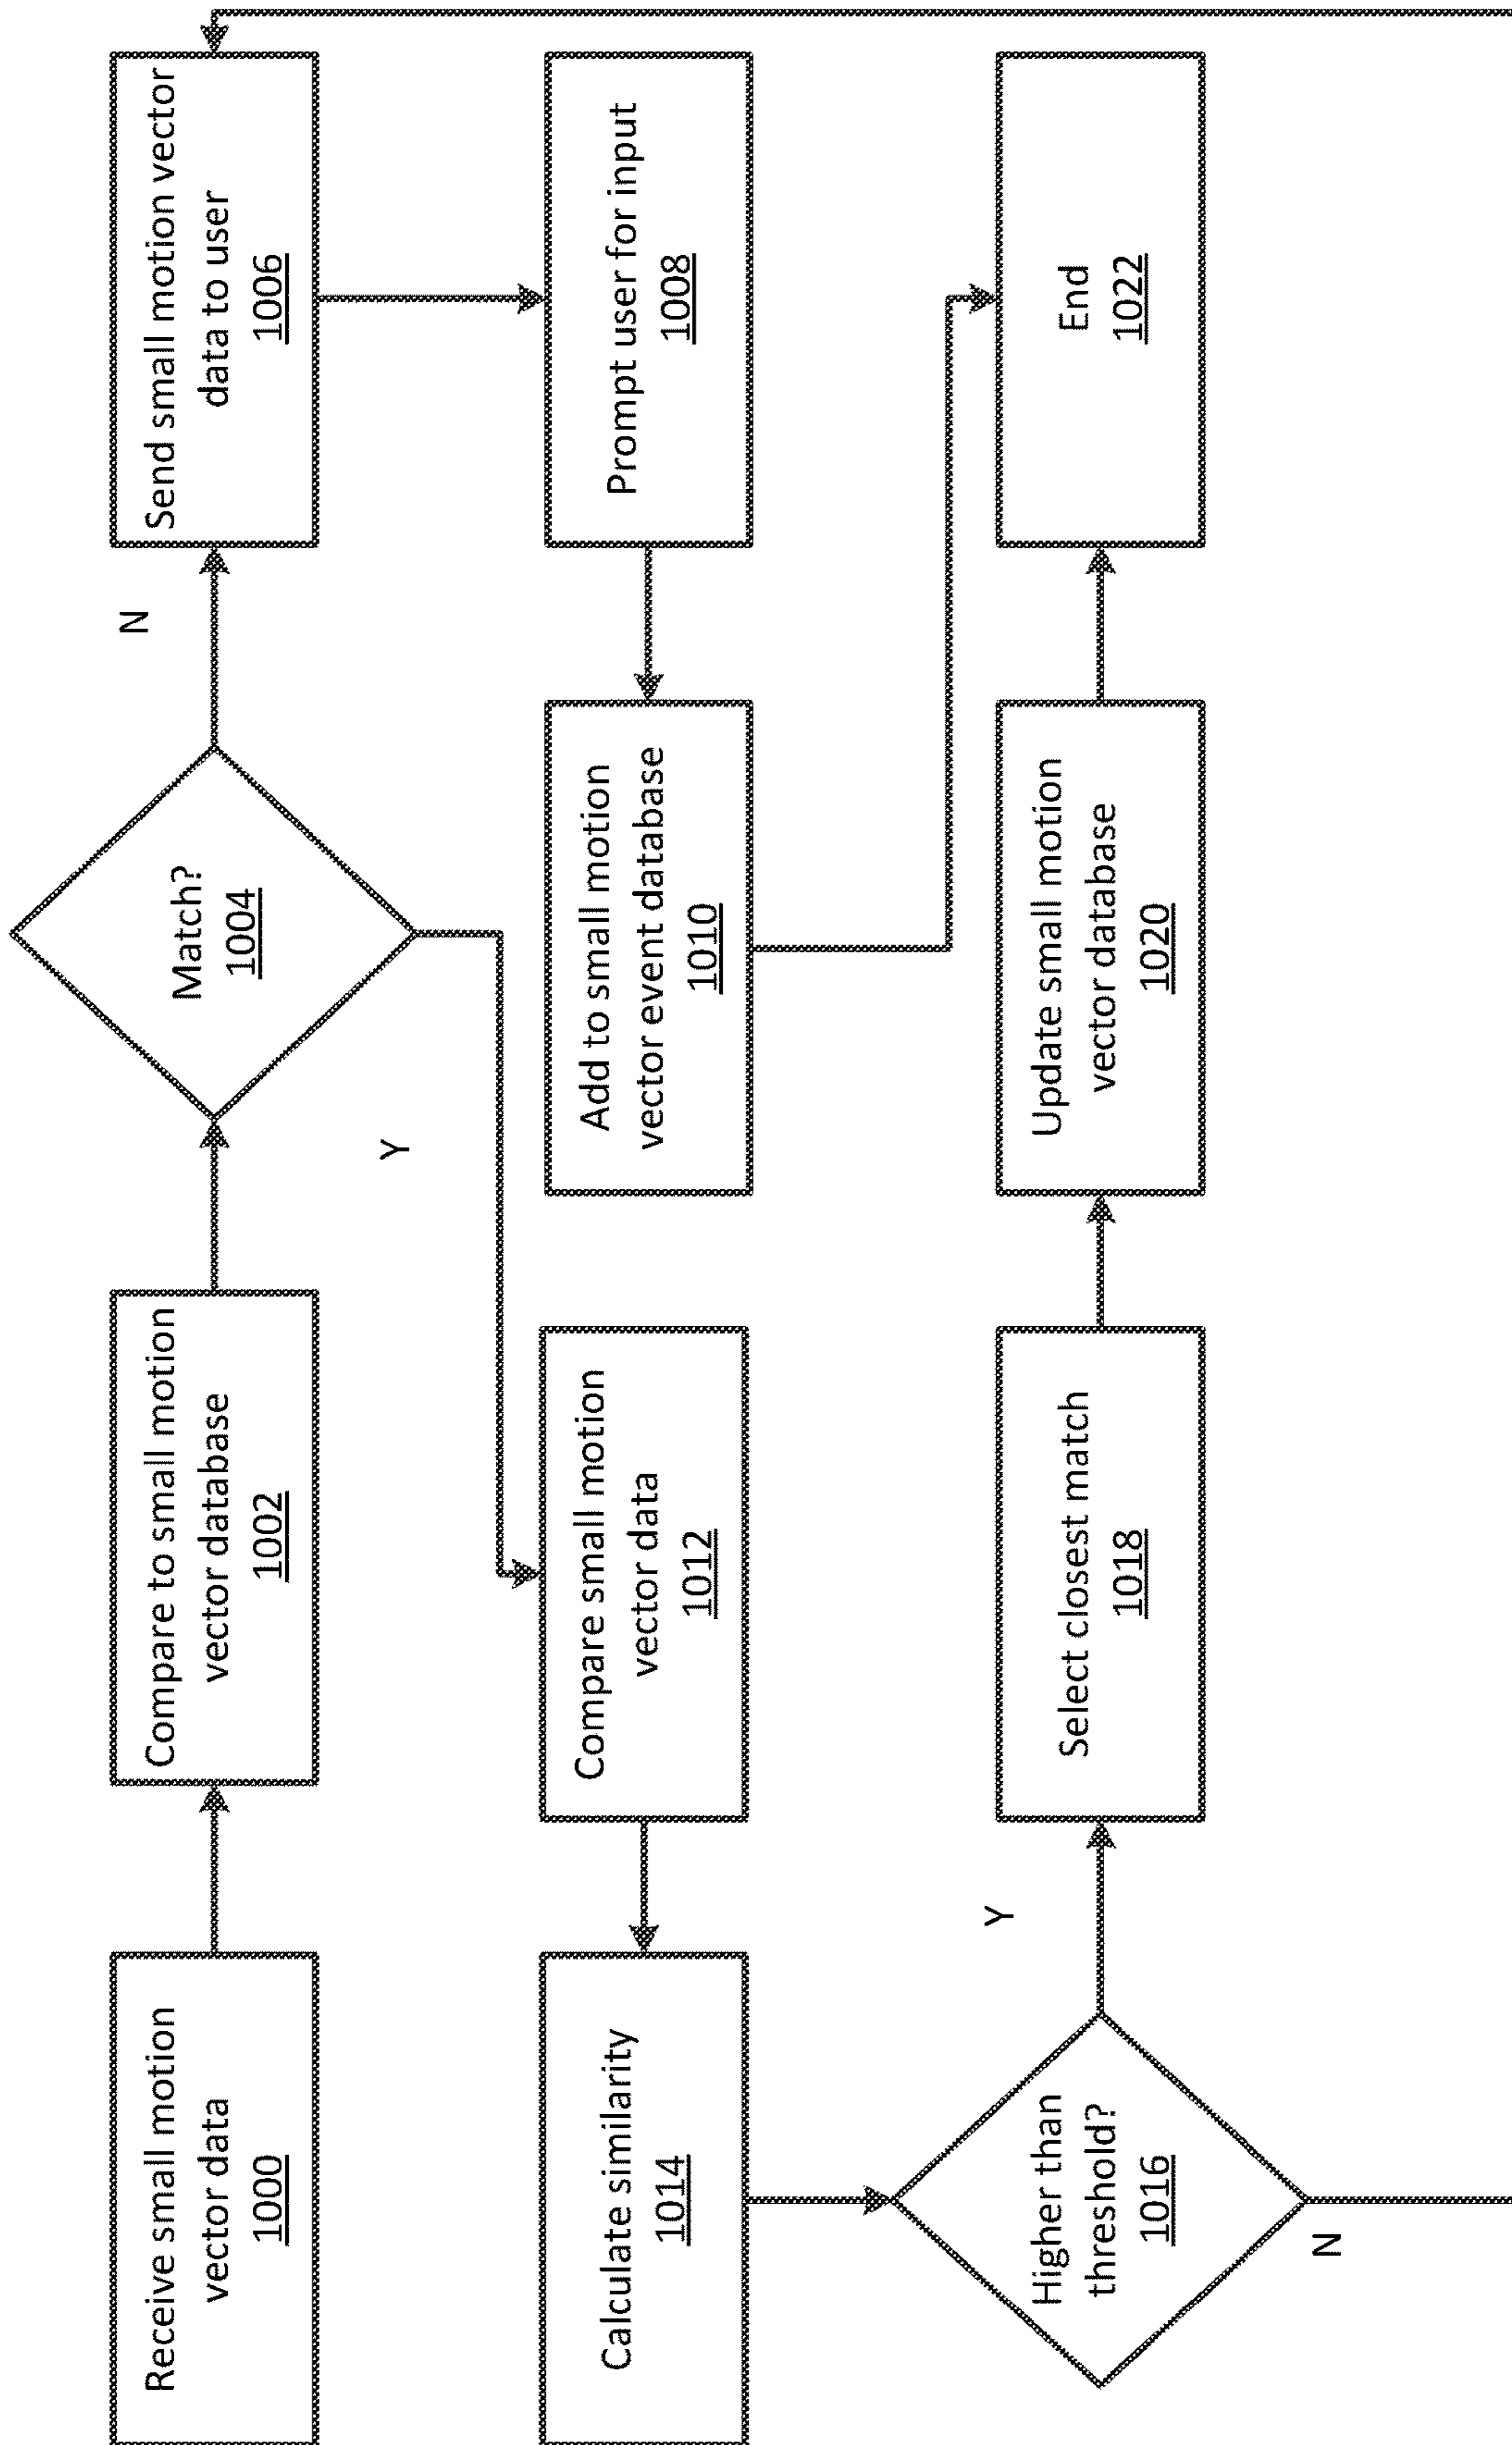 Receive small motion
vector data
1000
Compare to small motion
vector database
1002
Match?
1004
N
Y
Send small motion vector
data to user
1006
Prompt user for input
1008
Add to small motion
vector event database
1010
Compare small motion
vector data
1012
Calculate similarity
1014
Higher than
threshold?
1016
Y
N
Select closest match
1018
Update small motion
vector database
1020
End
1022